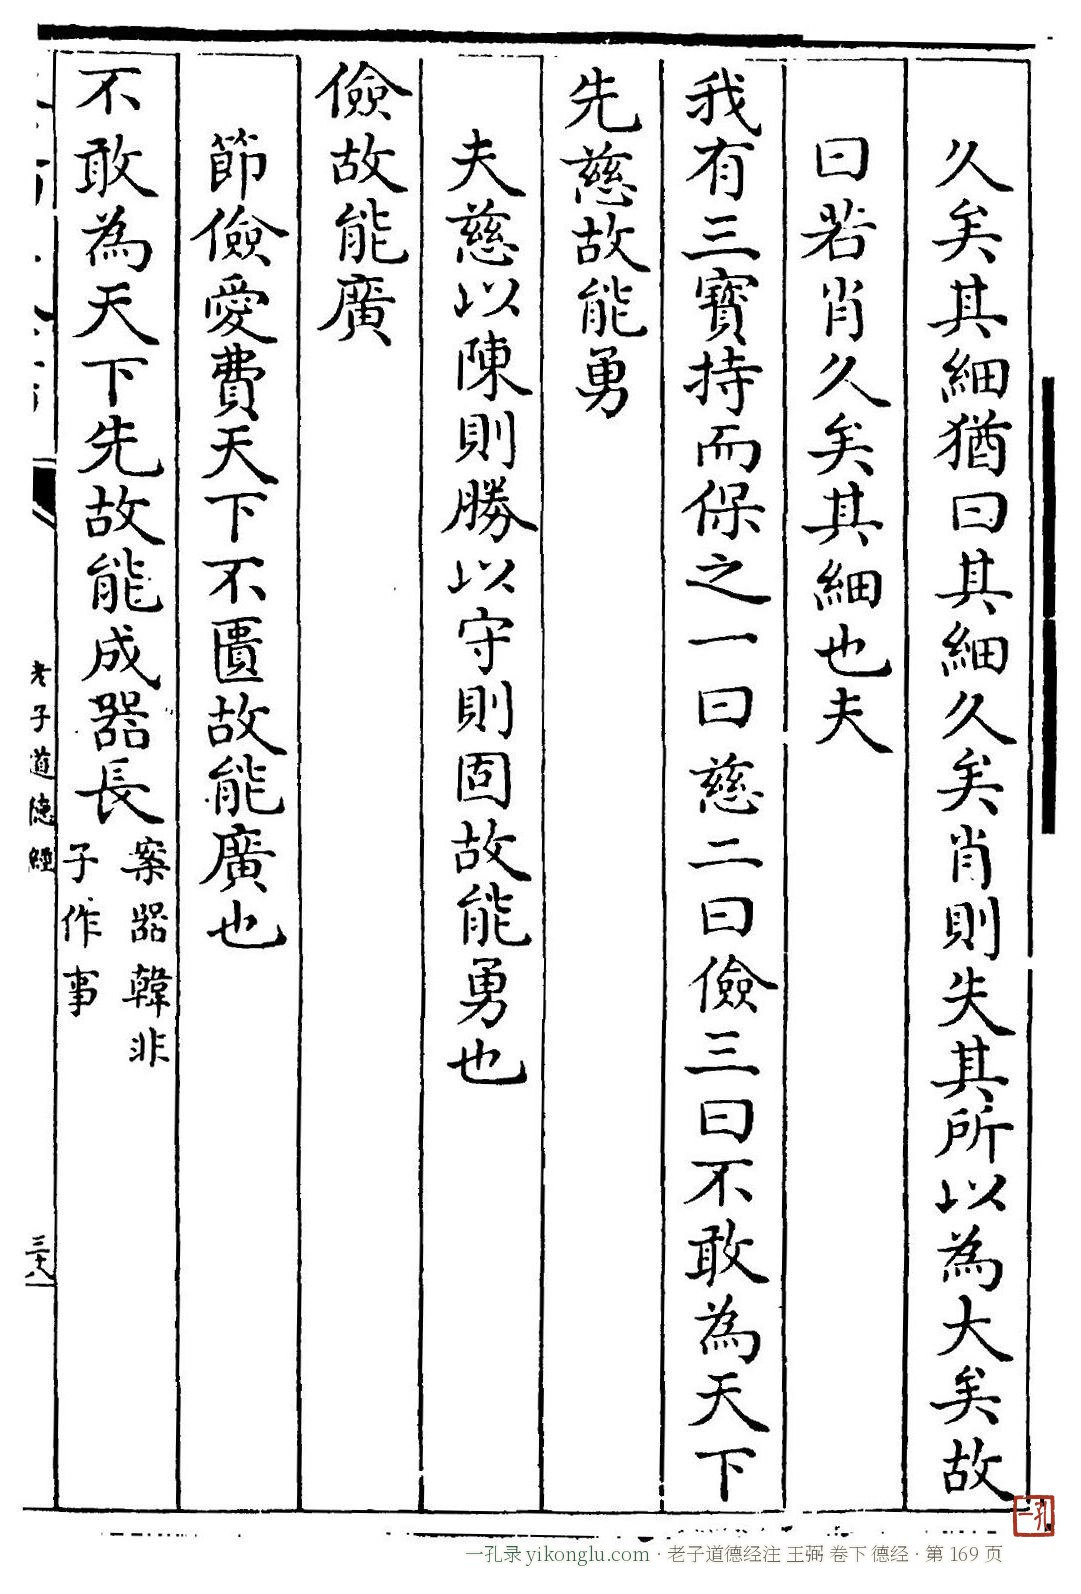 久矣其細猶曰其細久矣肖則失其所以為大矣故
曰若肖久矣其細也夫
我有三寶持而保之一曰慈二曰儉三曰不敢為天下
先慈故能勇
夫慈以陳則勝以守則固故能勇也
儉故能廣
節儉愛費天下不匱故能廣也
不敢為天下先故能成器長
案器韓非
子作事
老子道德經
三十八
一孔
一孔录 yikonglu.com · 老子道德经注 王弼 卷下 德经 · 第 169 页